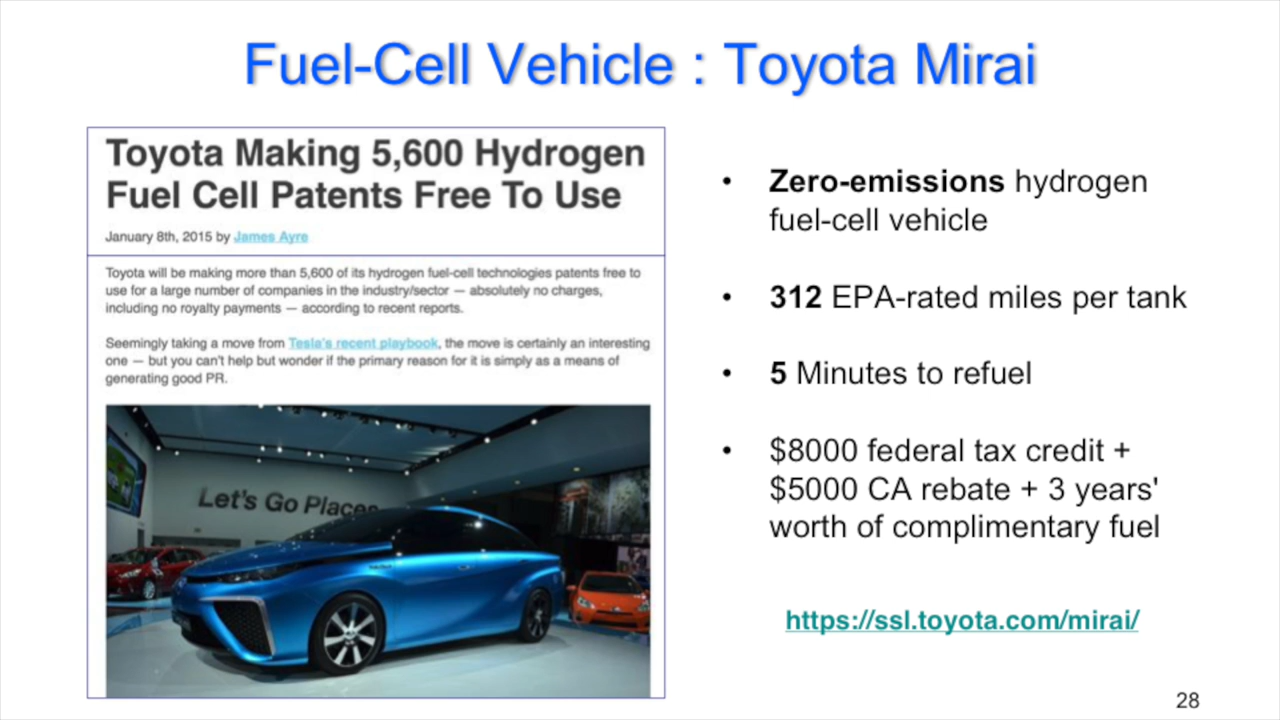 Fuel-Cell Vehicle : Toyota Mirai
Toyota Making 5,600 Hydrogen
Fuel Cell Patents Free To Use
January 8th, 2015 by James Ayre
Toyota will be making more than 5,600 of its hydrogen fuel-cell technologies patents free to
use for a large number of companies in the industry/sector — absolutely no charges,
including no royalty payments — according to recent reports.
Seemingly taking a move from Tesla's recent playbook, the move is certainly an interesting
one — but you can't help but wonder if the primary reason for it is simply as a means of
generating good PR.
Let's Go Places
• Zero-emissions hydrogen
fuel-cell vehicle
• 312 EPA-rated miles per tank
• 5 Minutes to refuel
• $8000 federal tax credit +
$5000 CA rebate + 3 years'
worth of complimentary fuel
https://ssl.toyota.com/mirai/
28